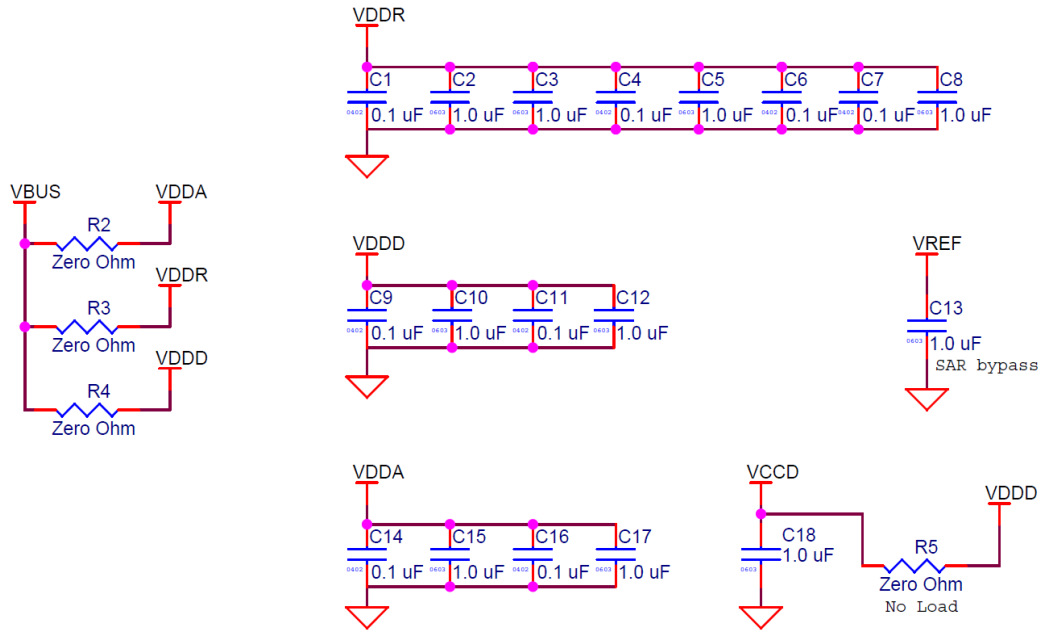 VDDR
C1 C2 C3 C4 C5 C6 C7 C8
0402 0.1 uF 0603 1.0 uF 0603 1.0 uF 0402 0.1 uF 0603 1.0 uF 0603 1.0 uF 0402 0.1 uF 0603 1.0 uF
VBUS VDDA
R2
Zero Ohm
VDDR
R3
Zero Ohm
VDDD
R4
Zero Ohm
VDDD
C9 C10 C11 C12
0402 0.1 uF 0603 1.0 uF 0402 0.1 uF 0603 1.0 uF
VREF
C13
0603 1.0 uF
SAR bypass
VDDA
C14 C15 C16 C17
0402 0.1 uF 0603 1.0 uF 0603 0.1 uF 0603 1.0 uF
VCCD
C18
1.0 uF
0603
VDDD
R5
Zero Ohm
No Load